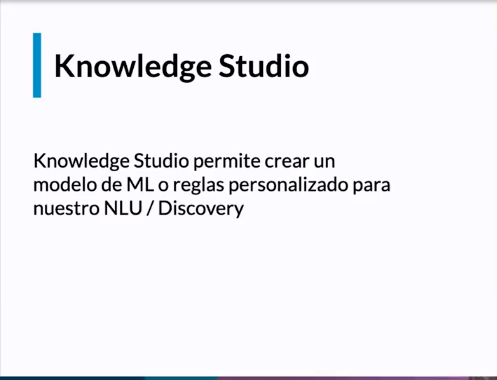 Knowledge Studio
Knowledge Studio permite crear un
modelo de ML o reglas personalizado para
nuestro NLU / Discovery